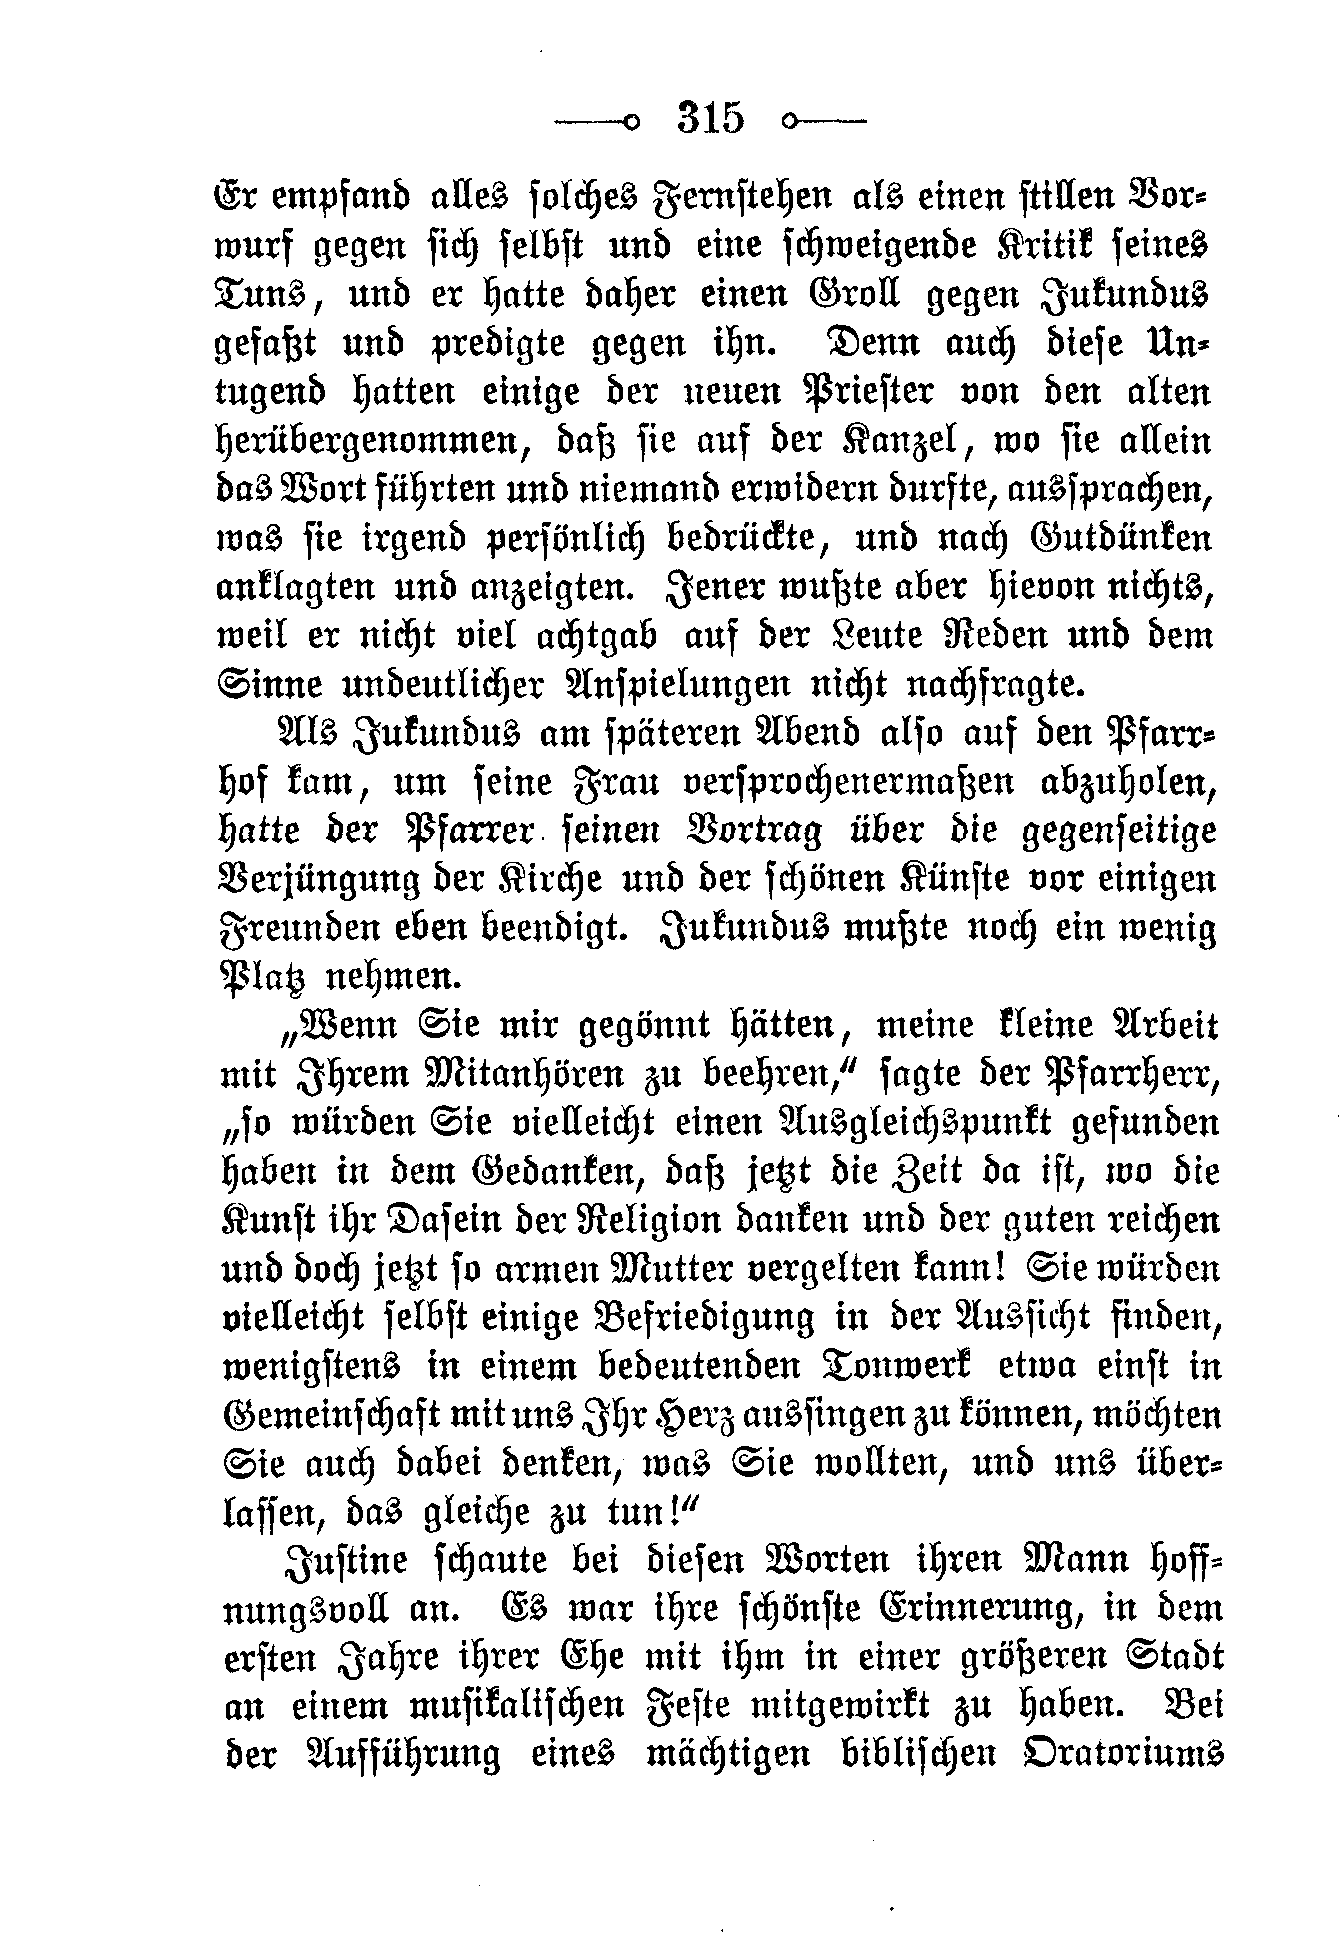 315
Er empfand alles solches Fernstehen als einen stillen Vor-
wurf gegen sich selbst und eine schweigende Kritik seines
Tuns, und er hatte daher einen Groll gegen Jukundus
gefaßt und predigte gegen ihn. Denn auch diese Un-
tugend hatten einige der neuen Priester von den alten
herübergenommen, daß sie auf der Kanzel, wo sie allein
das Wort führten und niemand erwidern durfte, aussprachen,
was sie irgend persönlich bedrückte, und nach Gutdünken
anklagten und anzeigten. Jener wußte aber hievon nichts,
weil er nicht viel achtgab auf der Leute Reden und dem
Sinne undeutlicher Anspielungen nicht nachfragte.
Als Jukundus am späteren Abend also auf den Pfarr-
hof kam, um seine Frau versprochenermaßen abzuholen,
hatte der Pfarrer seinen Vortrag über die gegenseitige
Verjüngung der Kirche und der schönen Künste vor einigen
Freunden eben beendigt. Jukundus mußte noch ein wenig
Platz nehmen.
„Wenn Sie mir gegönnt hätten, meine kleine Arbeit
mit Ihrem Mitanhören zu beehren,“ sagte der Pfarrherr,
„so würden Sie vielleicht einen Ausgleichspunkt gefunden
haben in dem Gedanken, daß jetzt die Zeit da ist, wo die
Kunst ihr Dasein der Religion danken und der guten reichen
und doch jetzt so armen Mutter vergelten kann! Sie würden
vielleicht selbst einige Befriedigung in der Aussicht finden,
wenigstens in einem bedeutenden Tonwerk etwa einst in
Gemeinschaft mit uns Ihr Herz aussingen zu können, möchten
Sie auch dabei denken, was Sie wollten, und uns über-
lassen, das gleiche zu tun!“
Justine schaute bei diesen Worten ihren Mann hoff-
nungsvoll an. Es war ihre schönste Erinnerung, in dem
ersten Jahre ihrer Ehe mit ihm in einer größeren Stadt
an einem musikalischen Feste mitgewirkt zu haben. Bei
der Aufführung eines mächtigen biblischen Oratoriums